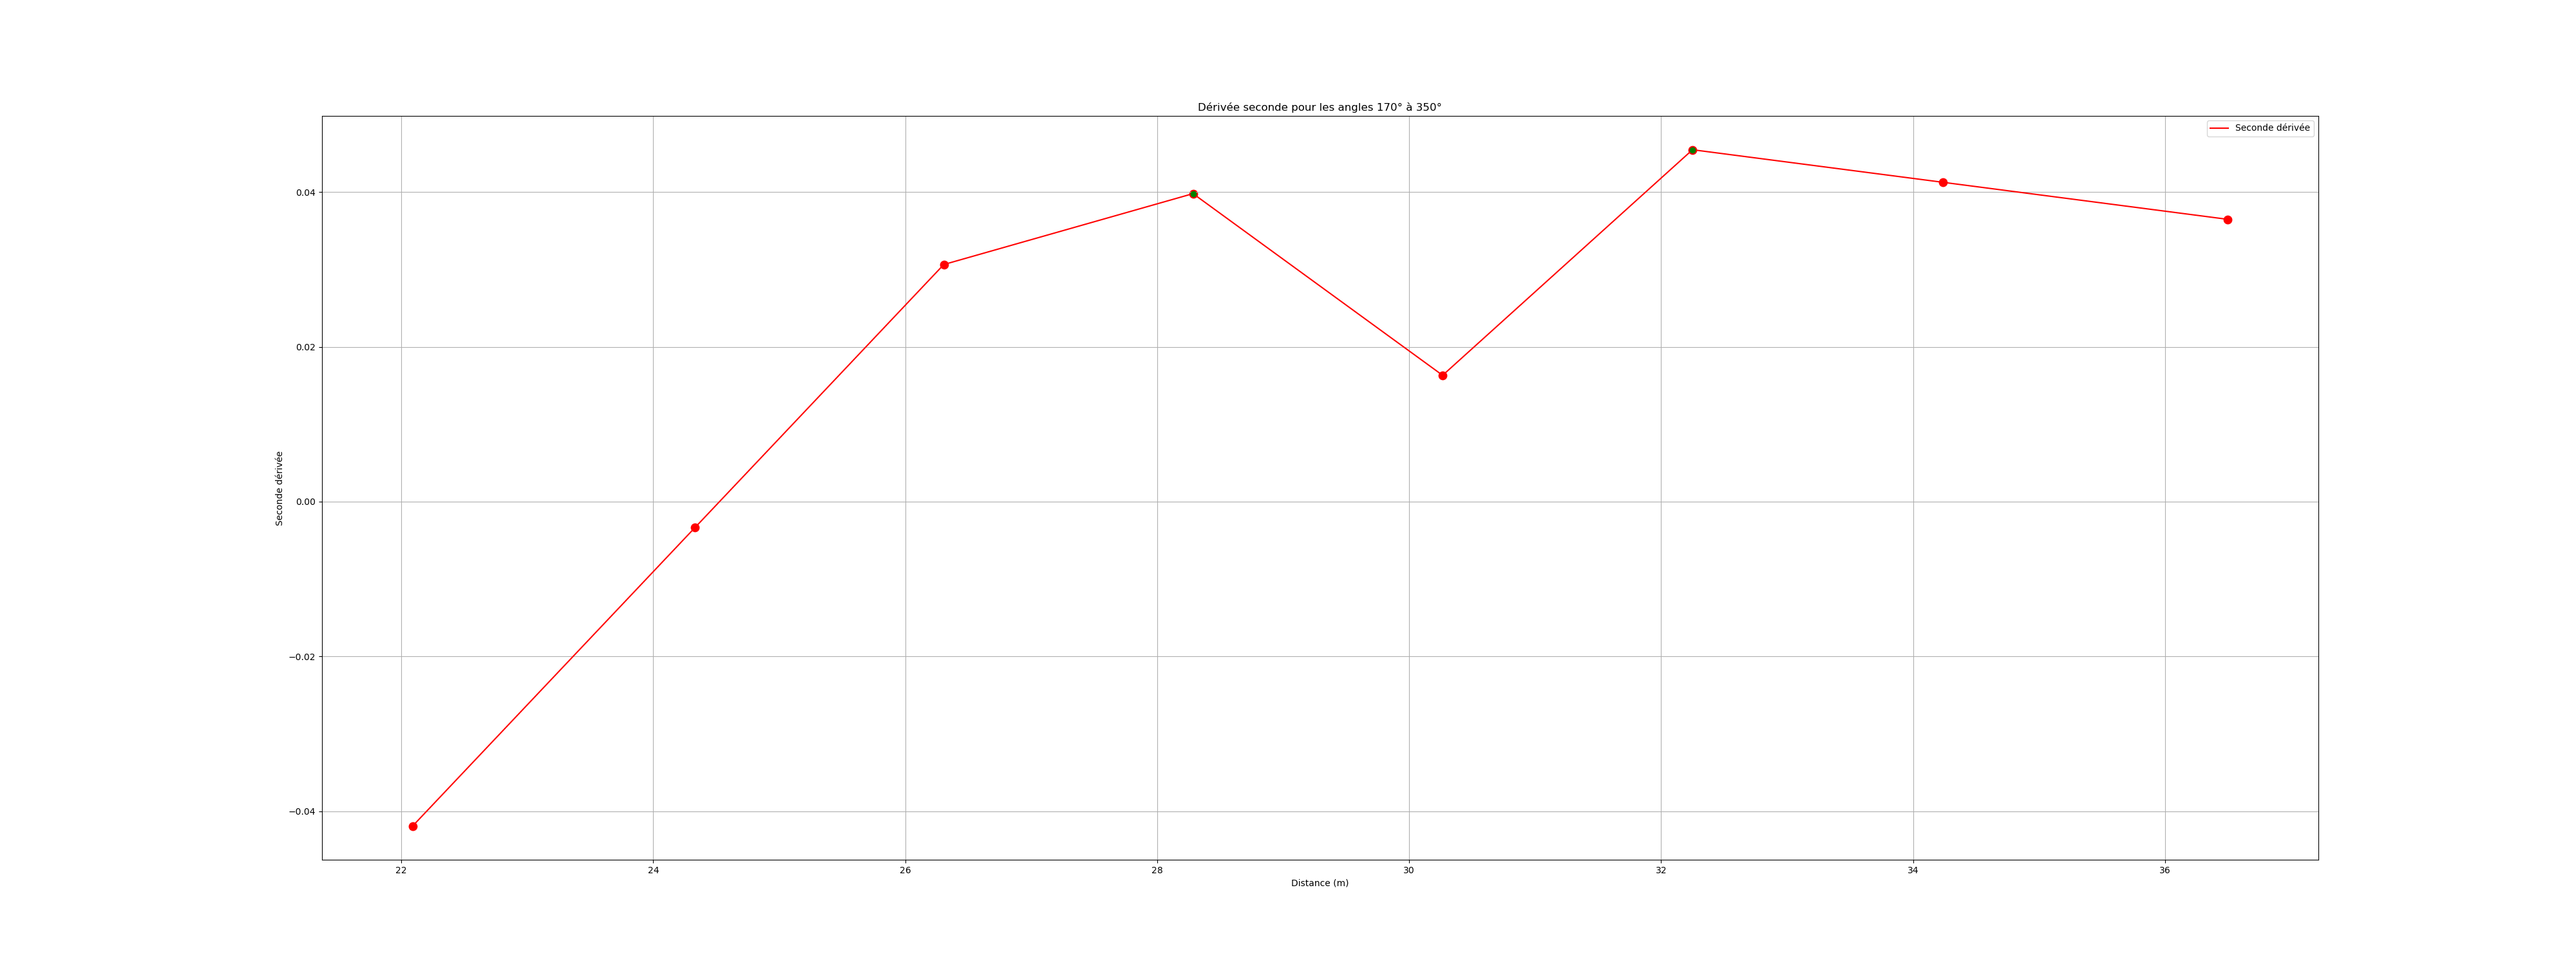 Dérivée seconde pour les angles 170° à 350°
Seconde dérivée
0.04
0.02
0.00
−0.02
−0.04
Seconde dérivée
22 24 26 28 30 32 34 36
Distance (m)